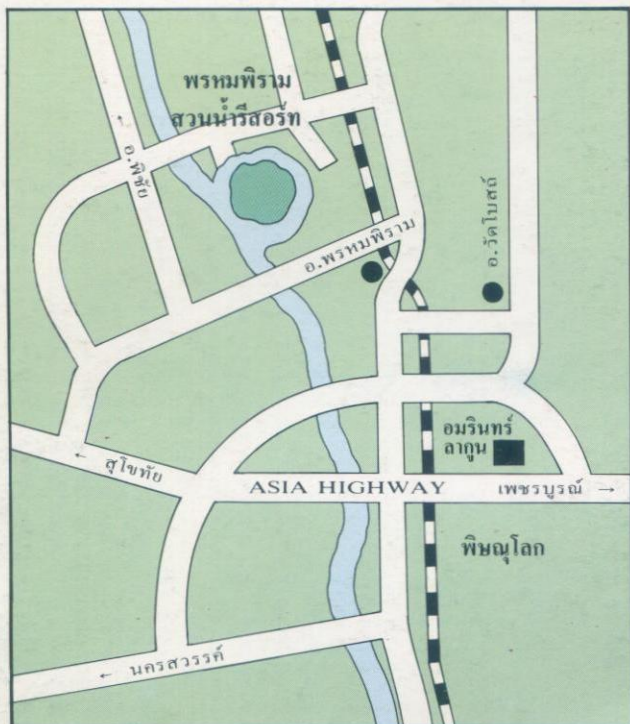 พรหมพิราม
สวนน้ำรีสอร์ท
← อ.พิชัย
อ.พรหมพิราม
อ.วัดโบสถ์
อมรินทร์
ลากูน
← สุโขทัย
ASIA HIGHWAY
เพชรบูรณ์ →
พิษณุโลก
← นครสวรรค์